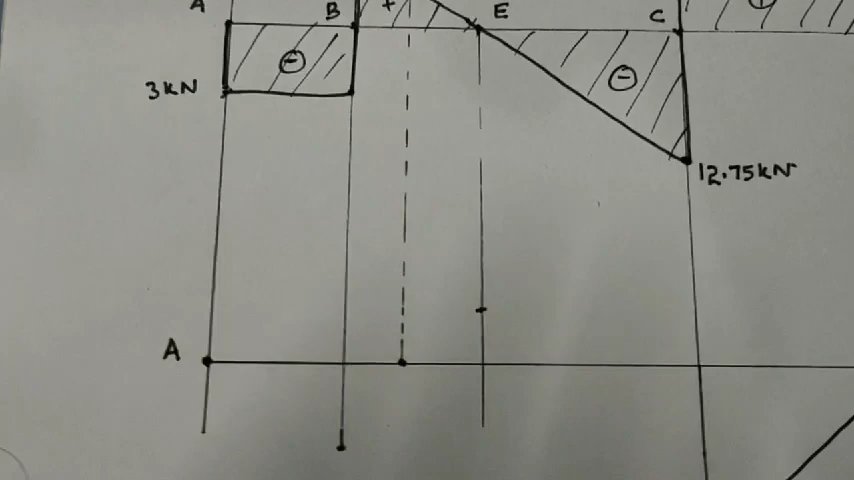 A B + E C +
-
-
3KN
12.75KN
A